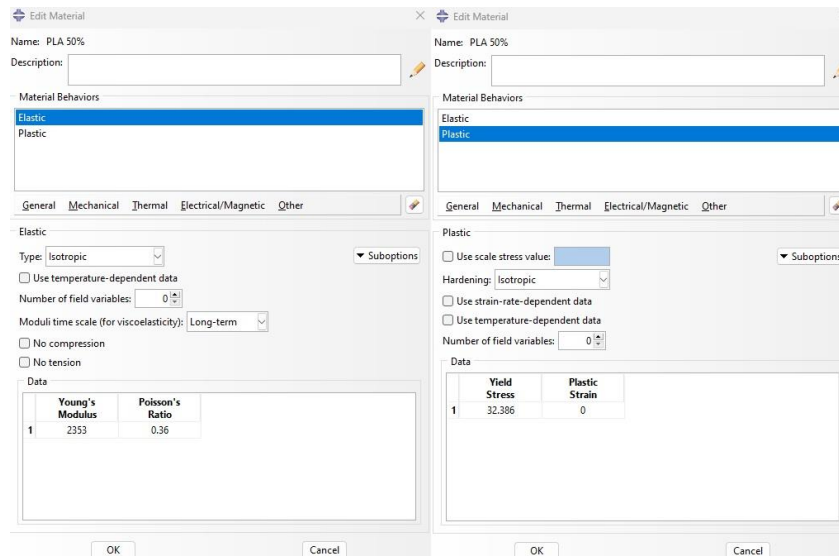 Edit Material
Name: PLA 50%
Description:
Material Behaviors
Elastic
Plastic
General Mechanical Thermal Electrical/Magnetic Other
Elastic
Type: Isotropic
Suboptions
Use temperature-dependent data
Number of field variables: 0
Moduli time scale (for viscoelasticity): Long-term
No compression
No tension
Data
Young's Poisson's
Modulus Ratio
1 2353 0.36
OK Cancel
Edit Material
Name: PLA 50%
Description:
Material Behaviors
Elastic
Plastic
General Mechanical Thermal Electrical/Magnetic Other
Plastic
Use scale stress value:
Suboptions
Hardening: Isotropic
Use strain-rate-dependent data
Use temperature-dependent data
Number of field variables: 0
Data
Yield Plastic
Stress Strain
1 32.386 0
OK Cancel